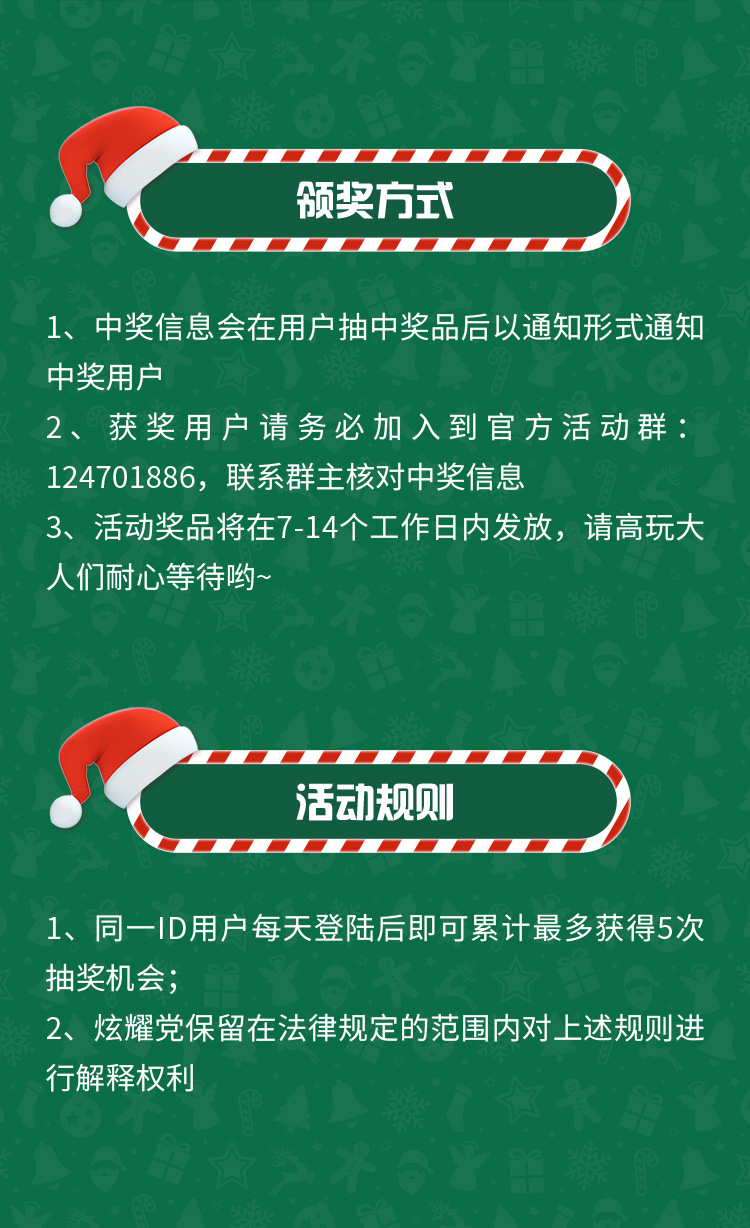 领奖方式
1、中奖信息会在用户抽中奖品后以通知形式通知
中奖用户
2、获奖用户请务必加入到官方活动群：
124701886，联系群主核对中奖信息
3、活动奖品将在7-14个工作日内发放，请高玩大
人们耐心等待哟~
活动规则
1、同一ID用户每天登陆后即可累计最多获得5次
抽奖机会；
2、炫耀党保留在法律规定的范围内对上述规则进
行解释权利